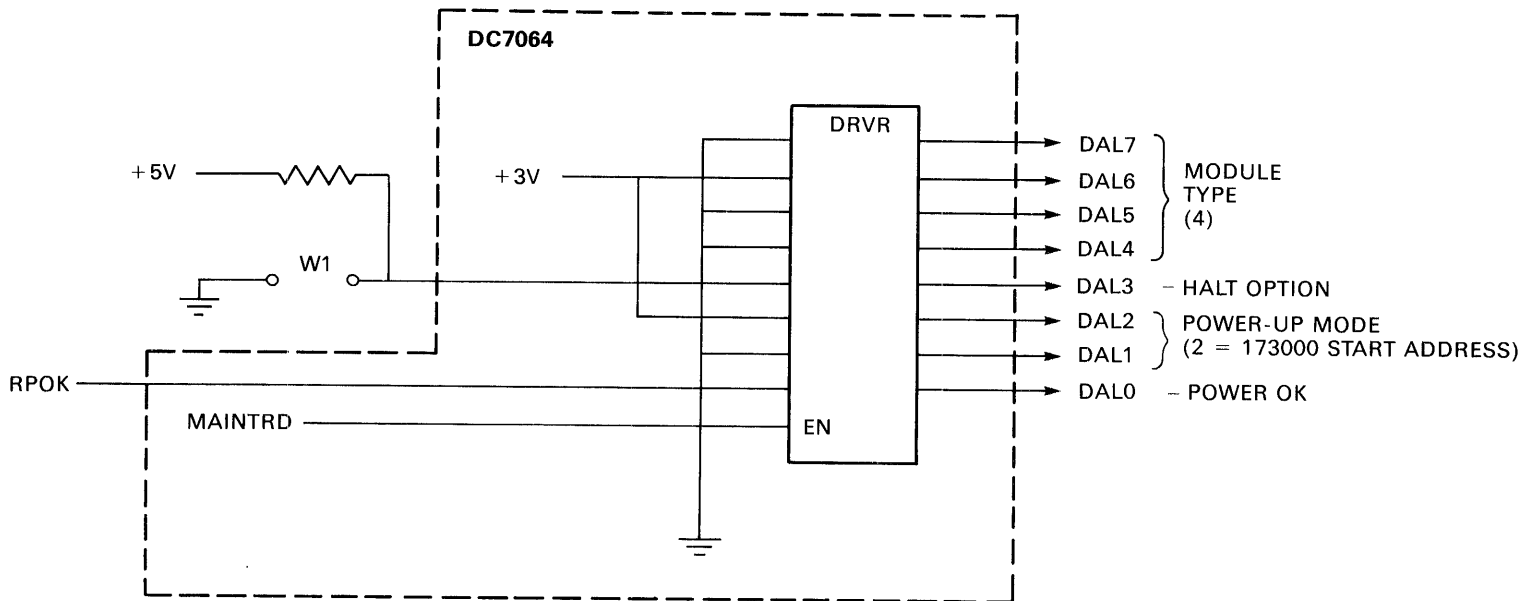 DC7064
DRVR
+5V
+3V
W1
RPOK
MAINTRD
EN
DAL7
DAL6
DAL5
DAL4
MODULE
TYPE
(4)
DAL3 – HALT OPTION
DAL2
DAL1
POWER-UP MODE
(2 = 173000 START ADDRESS)
DAL0 – POWER OK